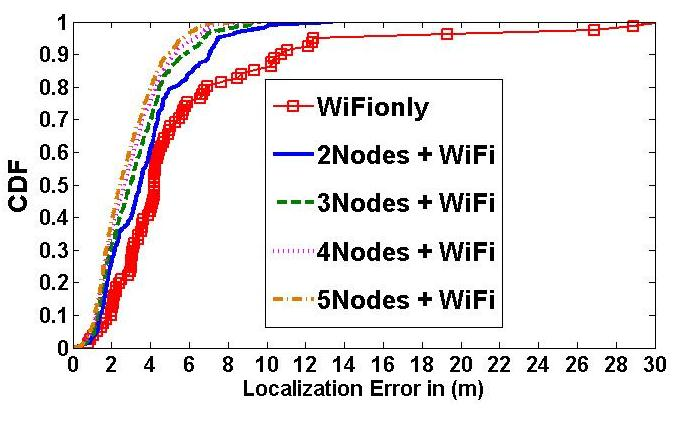 1
0.9
0.8
0.7
0.6
0.5
0.4
0.3
0.2
0.1
0
CDF
WiFionly
2Nodes + WiFi
3Nodes + WiFi
4Nodes + WiFi
5Nodes + WiFi
0 2 4 6 8 10 12 14 16 18 20 22 24 26 28 30
Localization Error in (m)